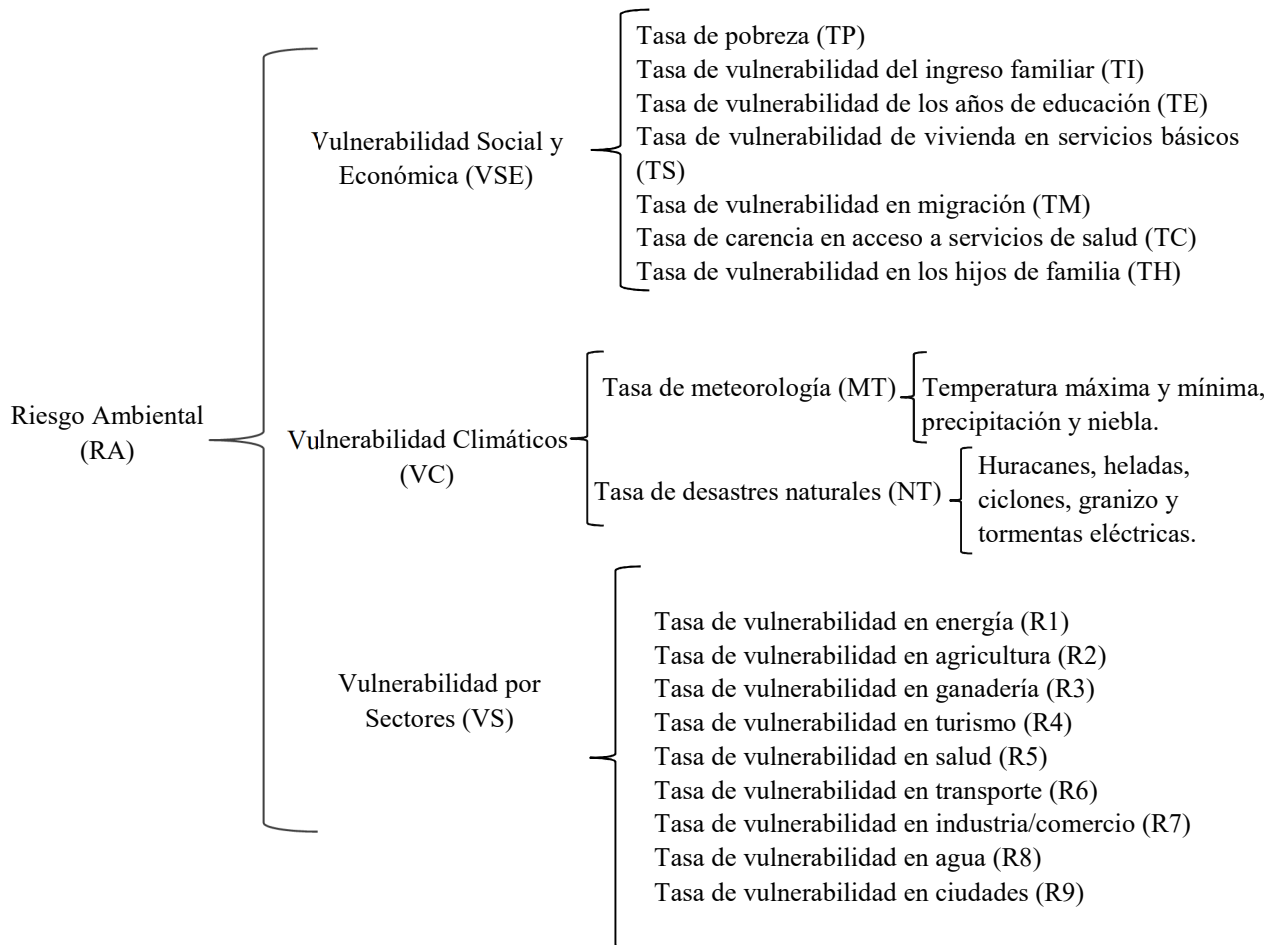 Riesgo Ambiental
(RA)
Vulnerabilidad Social y
Económica (VSE)
Tasa de pobreza (TP)
Tasa de vulnerabilidad del ingreso familiar (TI)
Tasa de vulnerabilidad de los años de educación (TE)
Tasa de vulnerabilidad de vivienda en servicios básicos
(TS)
Tasa de vulnerabilidad en migración (TM)
Tasa de carencia en acceso a servicios de salud (TC)
Tasa de vulnerabilidad en los hijos de familia (TH)
Vulnerabilidad Climáticos
(VC)
Tasa de meteorología (MT)
Temperatura máxima y mínima,
precipitación y niebla.
Tasa de desastres naturales (NT)
Huracanes, heladas,
ciclones, granizo y
tormentas eléctricas.
Vulnerabilidad por
Sectores (VS)
Tasa de vulnerabilidad en energía (R1)
Tasa de vulnerabilidad en agricultura (R2)
Tasa de vulnerabilidad en ganadería (R3)
Tasa de vulnerabilidad en turismo (R4)
Tasa de vulnerabilidad en salud (R5)
Tasa de vulnerabilidad en transporte (R6)
Tasa de vulnerabilidad en industria/comercio (R7)
Tasa de vulnerabilidad en agua (R8)
Tasa de vulnerabilidad en ciudades (R9)